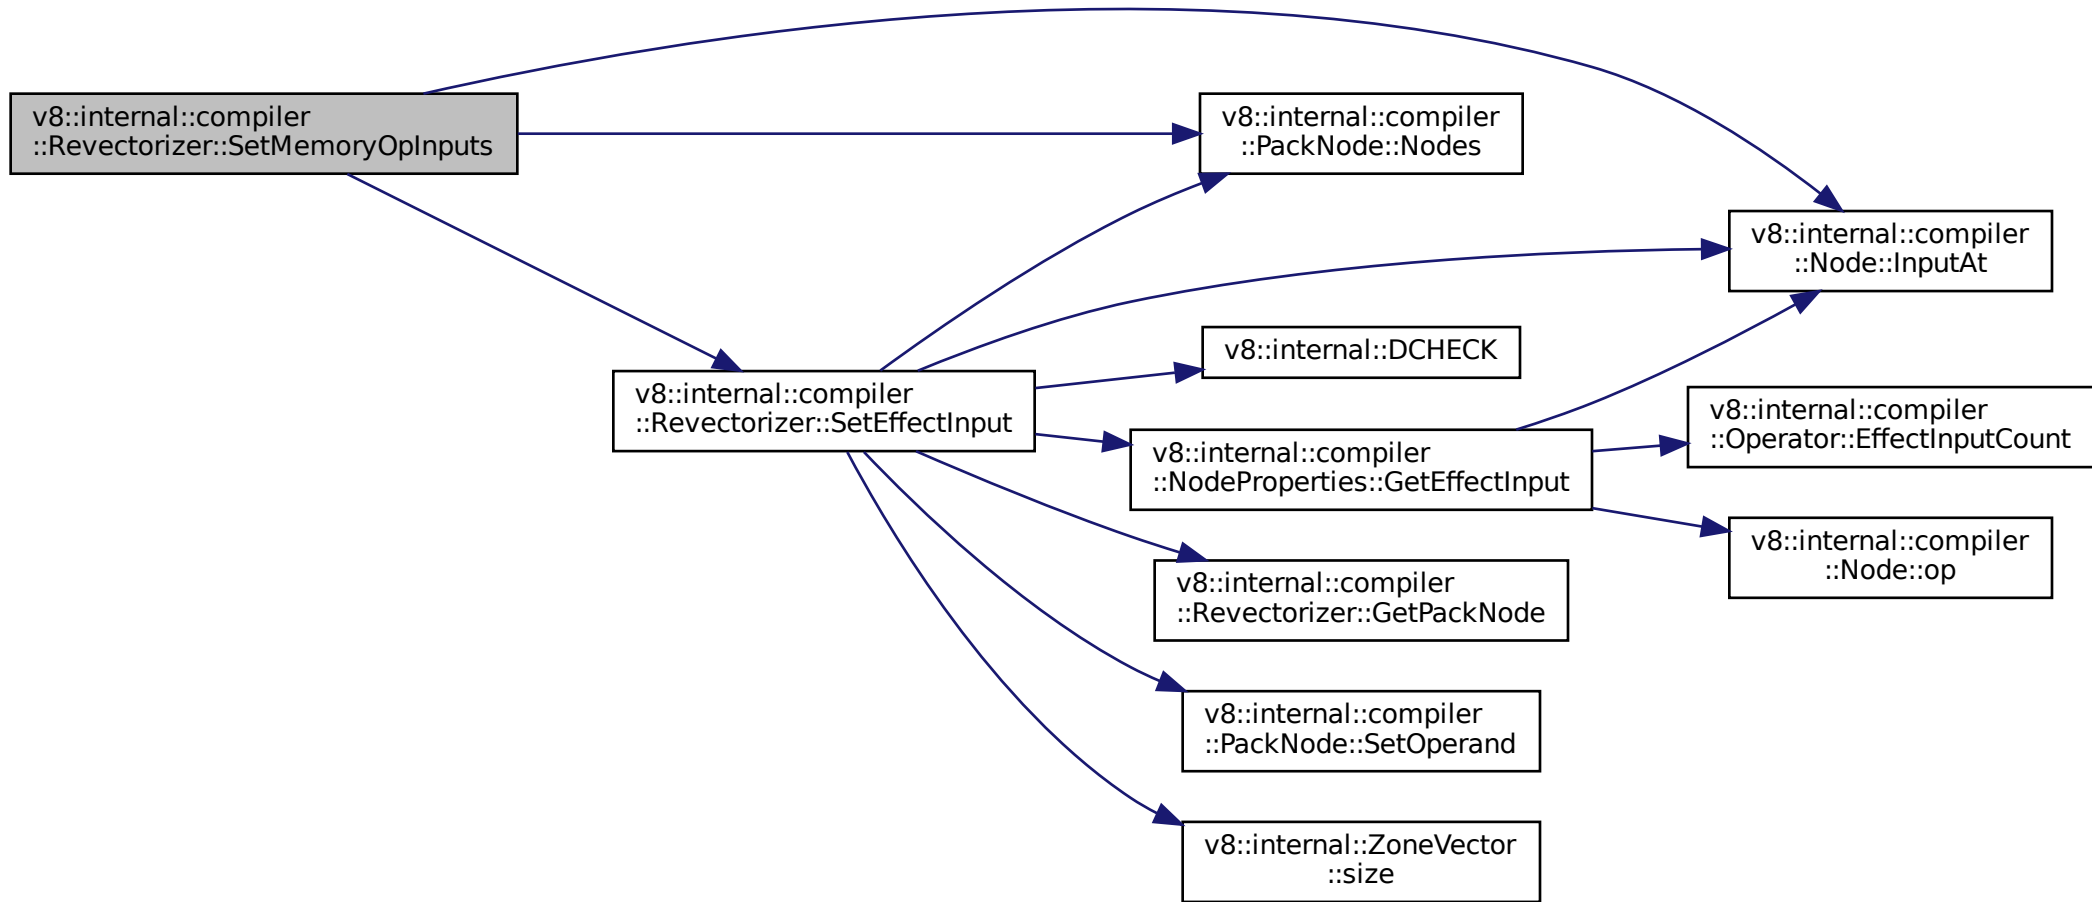 v8::internal::compiler
::Revectorizer::SetMemoryOpInputs
v8::internal::compiler
::PackNode::Nodes
v8::internal::compiler
::Node::InputAt
v8::internal::DCHECK
v8::internal::compiler
::Revectorizer::SetEffectInput
v8::internal::compiler
::Operator::EffectInputCount
v8::internal::compiler
::NodeProperties::GetEffectInput
v8::internal::compiler
::Node::op
v8::internal::compiler
::Revectorizer::GetPackNode
v8::internal::compiler
::PackNode::SetOperand
v8::internal::ZoneVector
::size